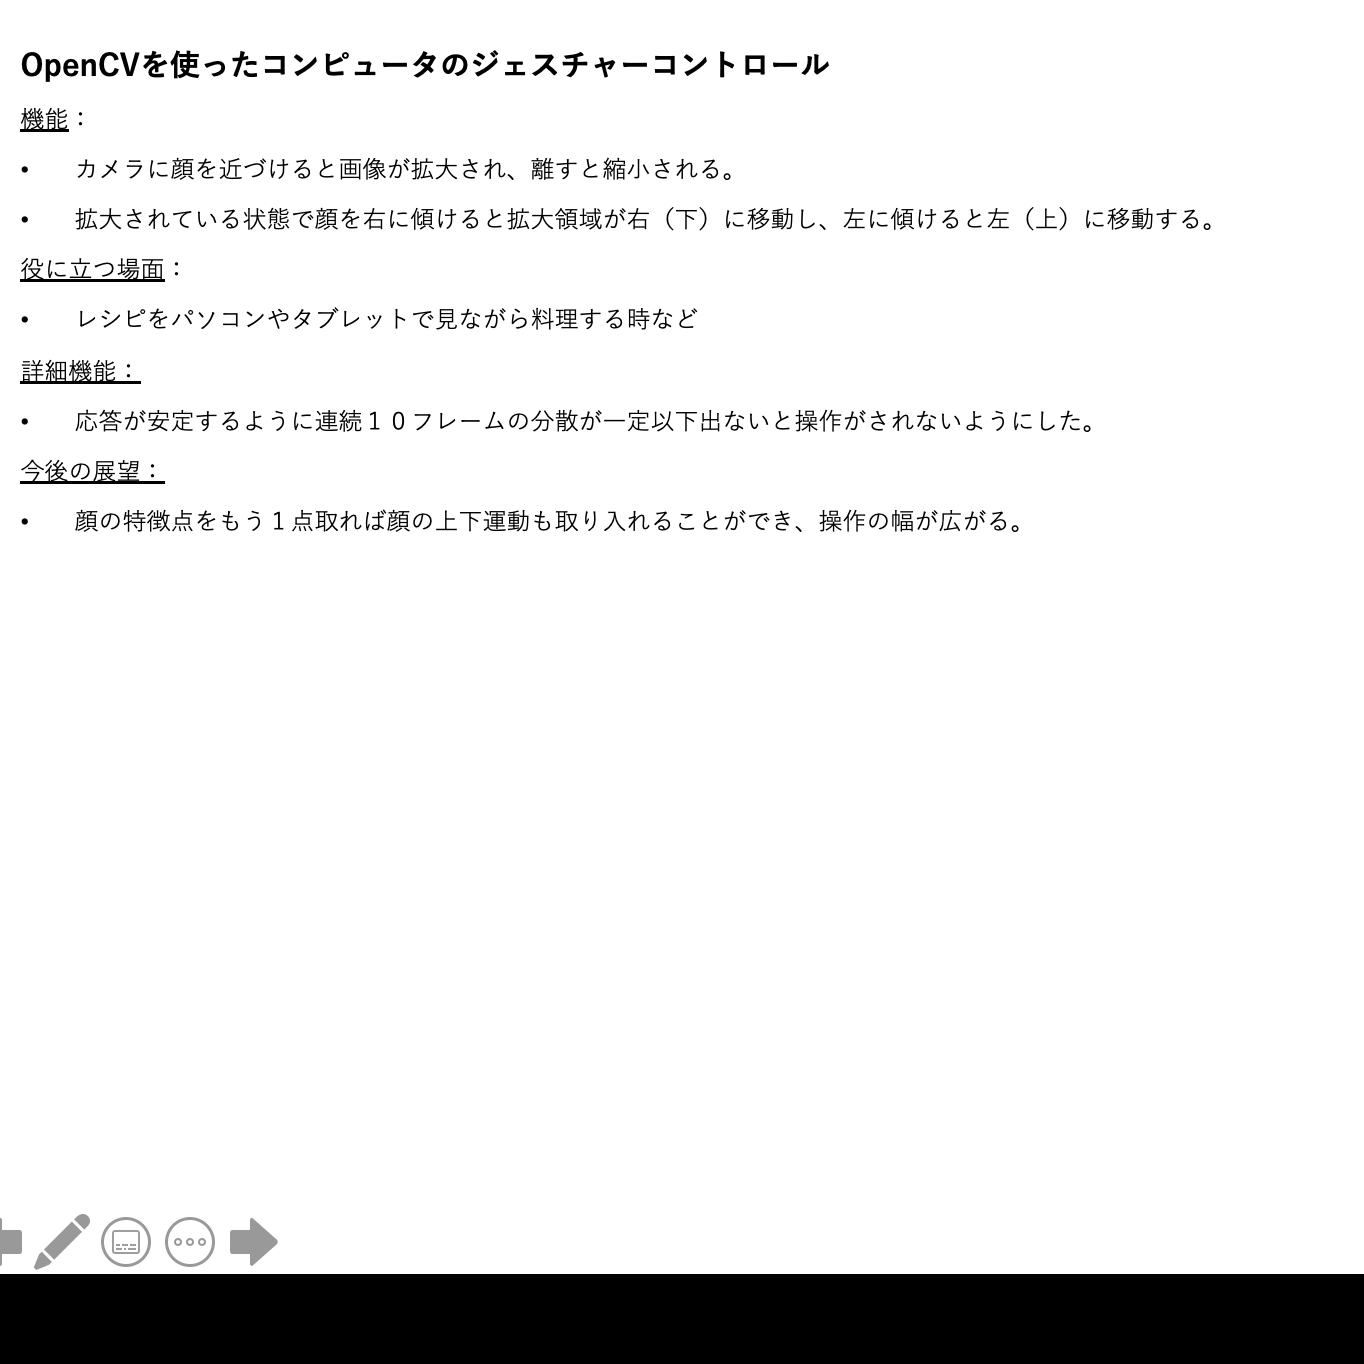 OpenCVを使ったコンピュータのジェスチャーコントロール
機能：
• カメラに顔を近づけると画像が拡大され、離すと縮小される。
• 拡大されている状態で顔を右に傾けると拡大領域が右（下）に移動し、左に傾けると左（上）に移動する。
役に立つ場面：
• レシピをパソコンやタブレットで見ながら料理する時など
詳細機能：
• 応答が安定するように連続１０フレームの分散が一定以下出ないと操作がされないようにした。
今後の展望：
• 顔の特徴点をもう１点取れば顔の上下運動も取り入れることができ、操作の幅が広がる。